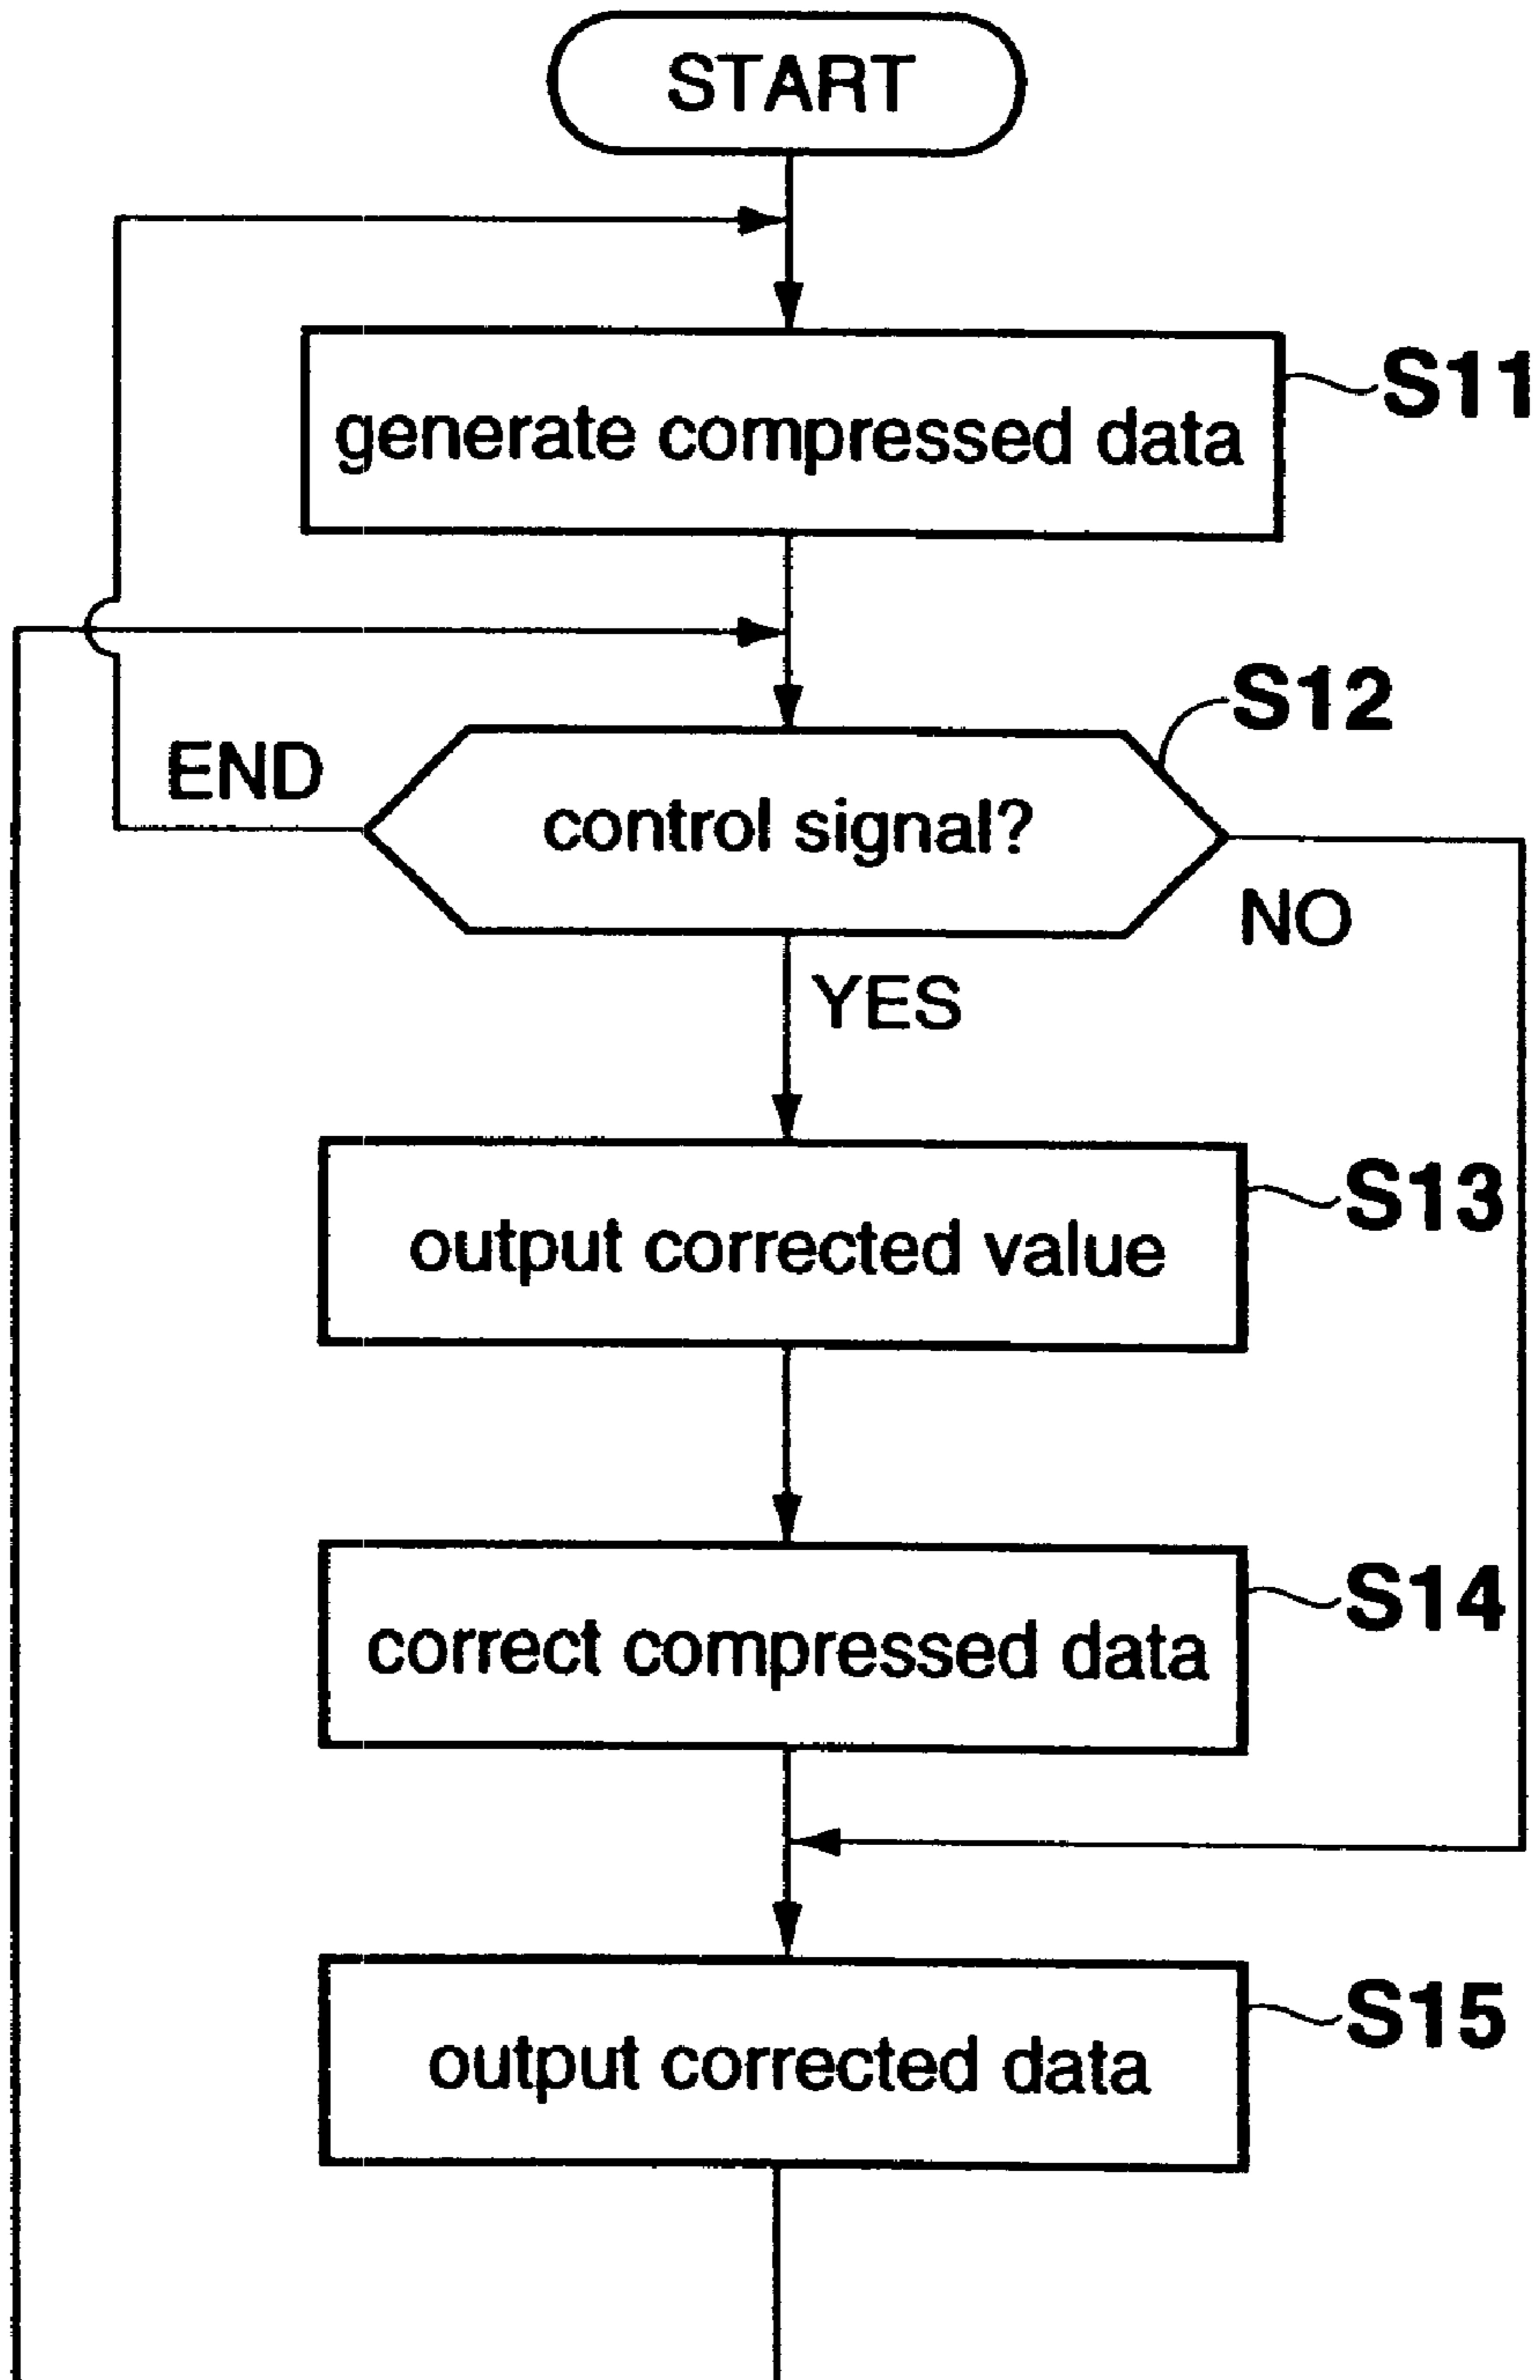 START
S11
generate compressed data
S12
END
control signal?
NO
YES
S13
output corrected value
S14
correct compressed data
S15
output corrected data